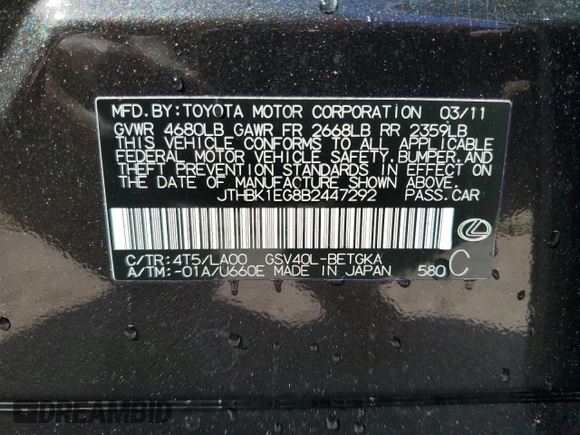 MFD.BY:TOYOTA MOTOR CORPORATION 03/11
GVWR 4680LB GAWR FR 2668LB RR 2359LB
THIS VEHICLE CONFORMS TO ALL APPLICABLE
FEDERAL MOTOR VEHICLE SAFETY,BUMPER,AND
THEFT PREVENTION STANDARDS IN EFFECT ON
THE DATE OF MANUFACTURE SHOWN ABOVE.
JTHBK1EG8B2447292 PASS.CAR
C/TR:4T5/LA00 GSV40L-BETGKA
A/TM:-01A/U660E MADE IN JAPAN 580 C
DREAMBID